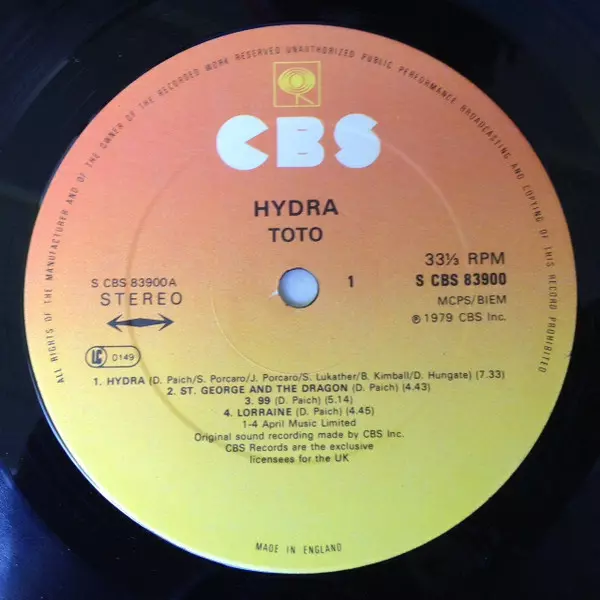 ALL RIGHTS OF THE MANUFACTURER AND OF THE OWNER OF THE RECORDED WORK RESERVED UNAUTHORIZED PUBLIC PERFORMANCE BROADCASTING AND COPYING OF THIS RECORD PROHIBITED
CBS
HYDRA
TOTO
S CBS 83900A
STEREO
1
33⅓ RPM
S CBS 83900
MCPS/BIEM
℗ 1979 CBS Inc.
LC 0149
1. HYDRA (D. Paich/S. Porcaro/J. Porcaro/S. Lukather/B. Kimball/D. Hungate) (7.33)
2. ST. GEORGE AND THE DRAGON (D. Paich) (4.43)
3. 99 (D. Paich) (5.14)
4. LORRAINE (D. Paich) (4.45)
1-4 April Music Limited
Original sound recording made by CBS Inc.
CBS Records are the exclusive
licensees for the UK
MADE IN ENGLAND